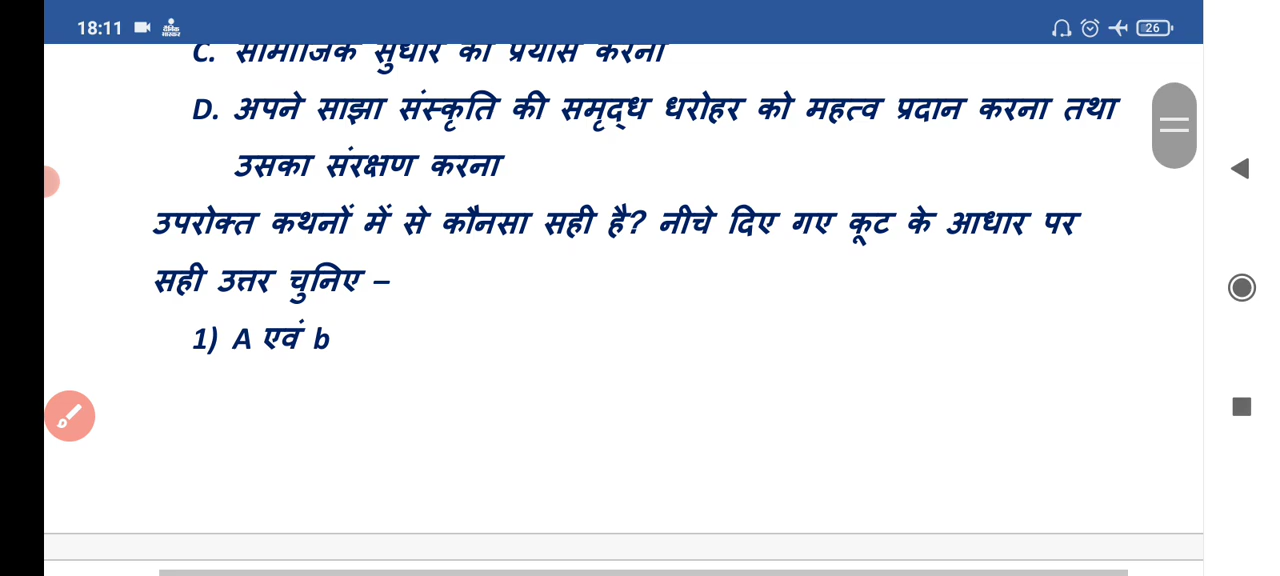 18:11 26
C. सामाजिक सुधार का प्रयास करना
D. अपने साझा संस्कृति की समृद्ध धरोहर को महत्व प्रदान करना तथा
उसका संरक्षण करना
उपरोक्त कथनों में से कौनसा सही है? नीचे दिए गए कूट के आधार पर
सही उत्तर चुनिए –
1) A एवं b